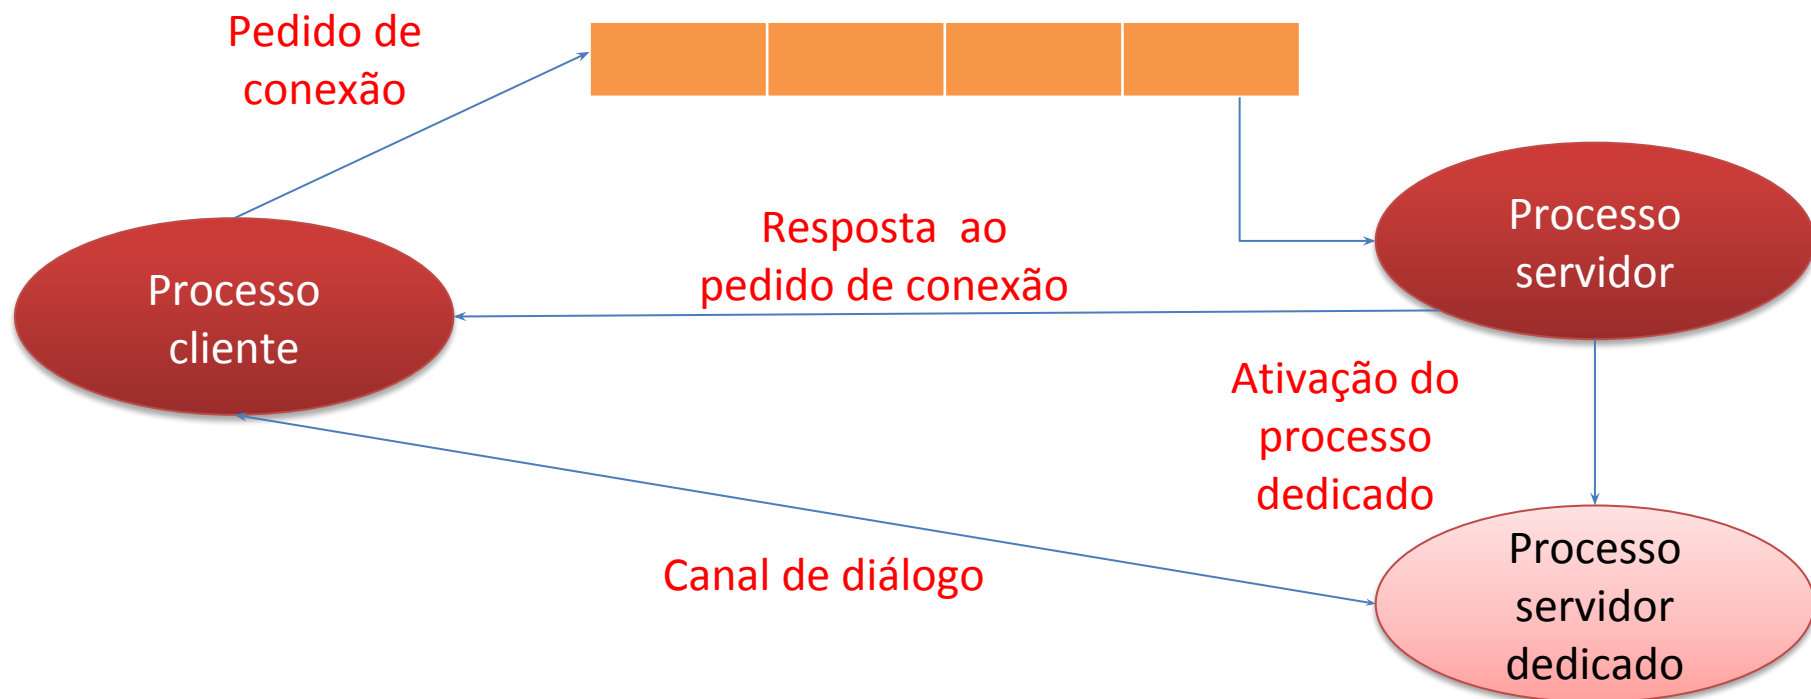 Pedido de
conexão
Processo
servidor
Resposta ao
pedido de conexão
Processo
cliente
Ativação do
processo
dedicado
Canal de diálogo
Processo
servidor
dedicado